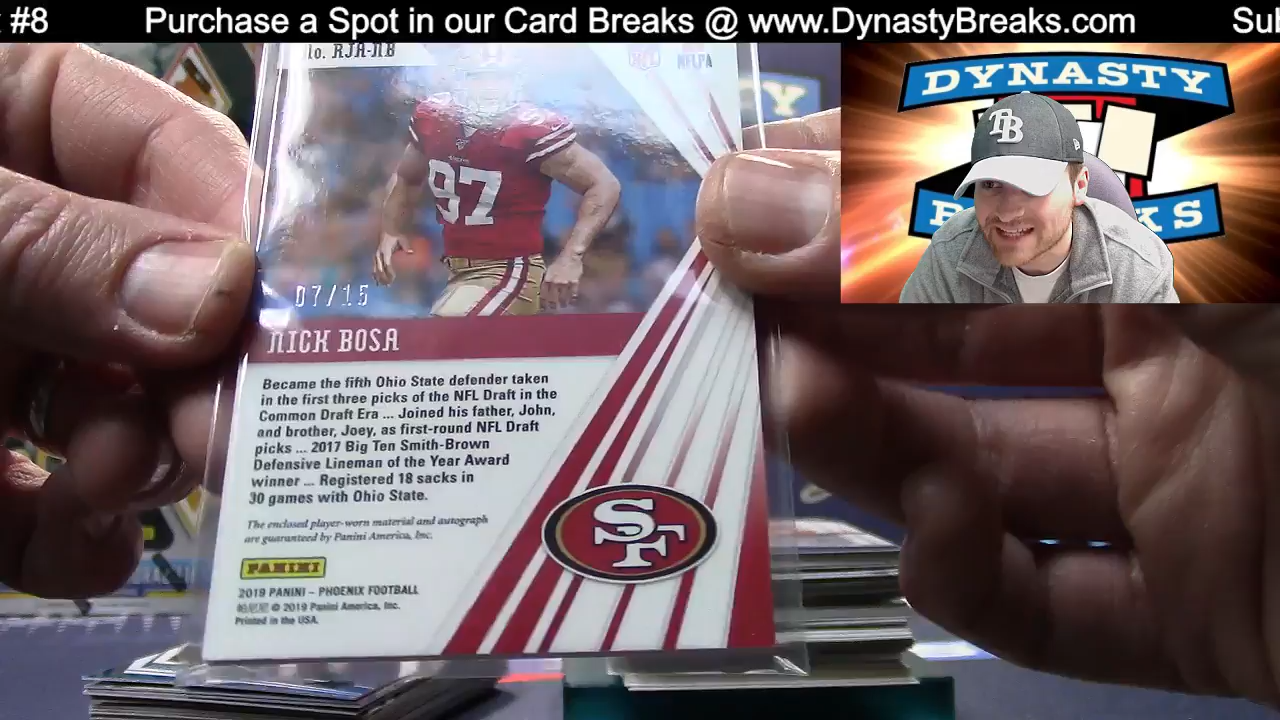 #8 Purchase a Spot in our Card Breaks @ www.DynastyBreaks.com
No. RJA-NB
NFL NFLPA
DYNASTY
TB
97
07/15
NICK BOSA
Became the fifth Ohio State defender taken
in the first three picks of the NFL Draft in the
Common Draft Era ... Joined his father, John,
and brother, Joey, as first-round NFL Draft
picks ... 2017 Big Ten Smith-Brown
Defensive Lineman of the Year Award
winner ... Registered 18 sacks in
30 games with Ohio State.
The enclosed player-worn material and autograph
are guaranteed by Panini America, Inc.
SF
PANINI
2019 PANINI – PHOENIX FOOTBALL
© 2019 Panini America, Inc.
Printed in the USA.